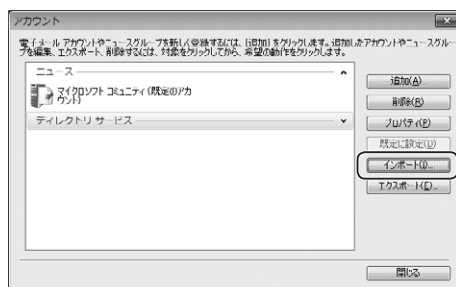 アカウント
電子メール アカウントやニュースグループを新しく登録するには、[追加] をクリックします。追加したアカウントやニュースグループを編集、エクスポート、削除するには、対象をクリックしてから、希望の動作をクリックします。
ニュース
マイクロソフト コミュニティ (既定のアカウント)
ディレクトリ サービス
追加(A)...
削除(R)
プロパティ(P)
既定に設定(D)
インポート(I)...
エクスポート(E)...
閉じる